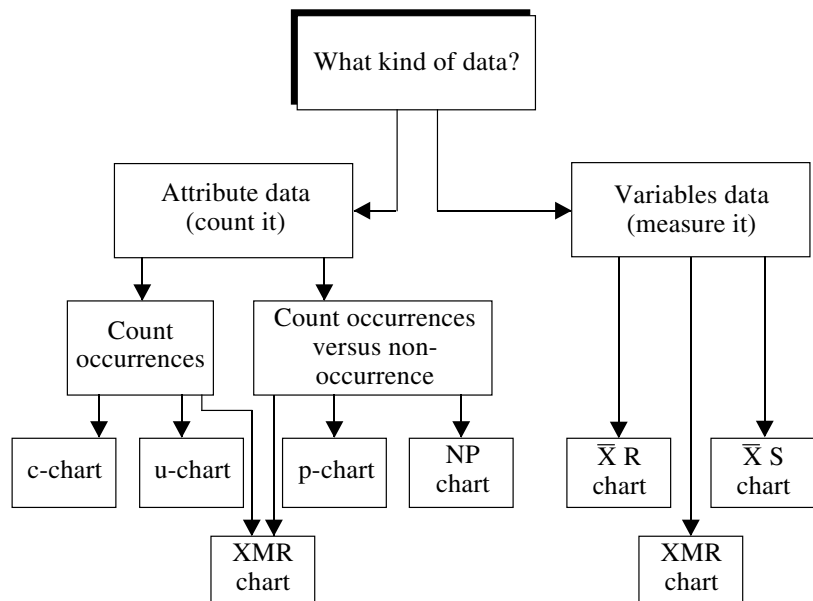 What kind of data?
Attribute data
(count it)
Variables data
(measure it)
Count
occurrences
Count occurrences
versus non-
occurrence
c-chart
u-chart
p-chart
NP
chart
X̅ R
chart
X̅ S
chart
XMR
chart
XMR
chart